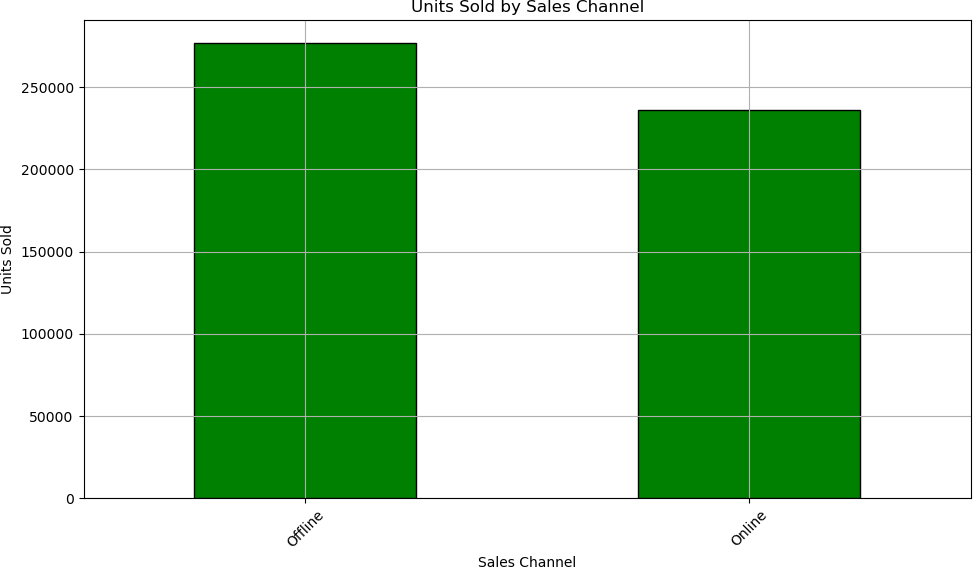 Units Sold by Sales Channel
Units Sold
250000
200000
150000
100000
50000
0
Offline
Online
Sales Channel